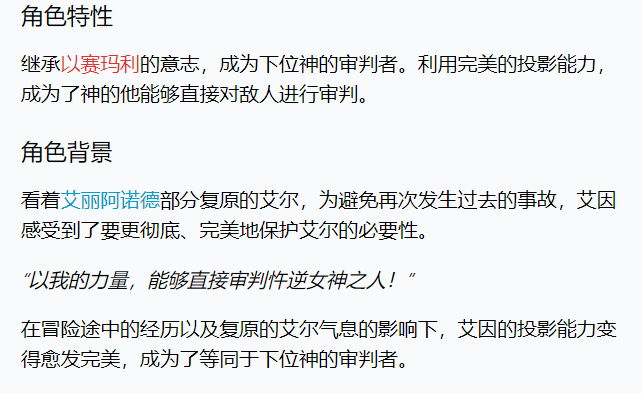 角色特性
继承以赛玛利的意志，成为下位神的审判者。利用完美的投影能力，
成为了神的他能够直接对敌人进行审判。
角色背景
看着艾丽阿诺德部分复原的艾尔，为避免再次发生过去的事故，艾因
感受到了要更彻底、完美地保护艾尔的必要性。
“以我的力量，能够直接审判忤逆女神之人！”
在冒险途中的经历以及复原的艾尔气息的影响下，艾因的投影能力变
得愈发完美，成为了等同于下位神的审判者。